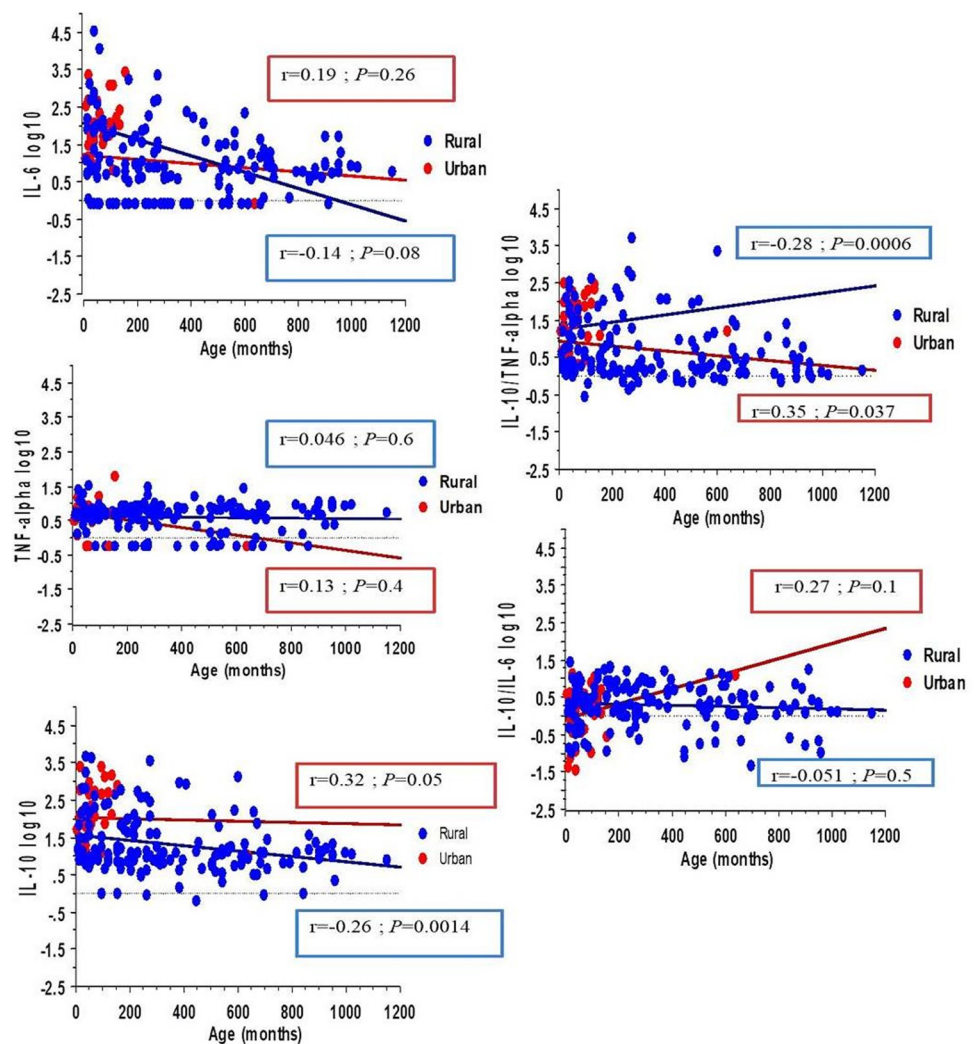 IL-6 log10
4.5
3.5
2.5
1.5
0.5
-0.5
-1.5
-2.5
0 200 400 600 800 1000 1200
Age (months)
r=0.19 ; P=0.26
Rural
Urban
r=-0.14 ; P=0.08
TNF-alpha log10
4.5
3.5
2.5
1.5
0.5
-0.5
-1.5
-2.5
0 200 400 600 800 1000 1200
Age (months)
r=0.046 ; P=0.6
Rural
Urban
r=0.13 ; P=0.4
IL-10 log10
4.5
3.5
2.5
1.5
.5
-.5
-1.5
-2.5
0 200 400 600 800 1000 1200
Age (months)
r=0.32 ; P=0.05
Rural
Urban
r=-0.26 ; P=0.0014
IL-10/TNF-alpha log10
4.5
3.5
2.5
1.5
0.5
-0.5
-1.5
-2.5
0 200 400 600 800 1000 1200
Age (months)
r=-0.28 ; P=0.0006
Rural
Urban
r=0.35 ; P=0.037
IL-10/IL-6 log10
4.5
3.5
2.5
1.5
0.5
-0.5
-1.5
-2.5
0 200 400 600 800 1000 1200
Age (months)
r=0.27 ; P=0.1
Rural
Urban
r=-0.051 ; P=0.5